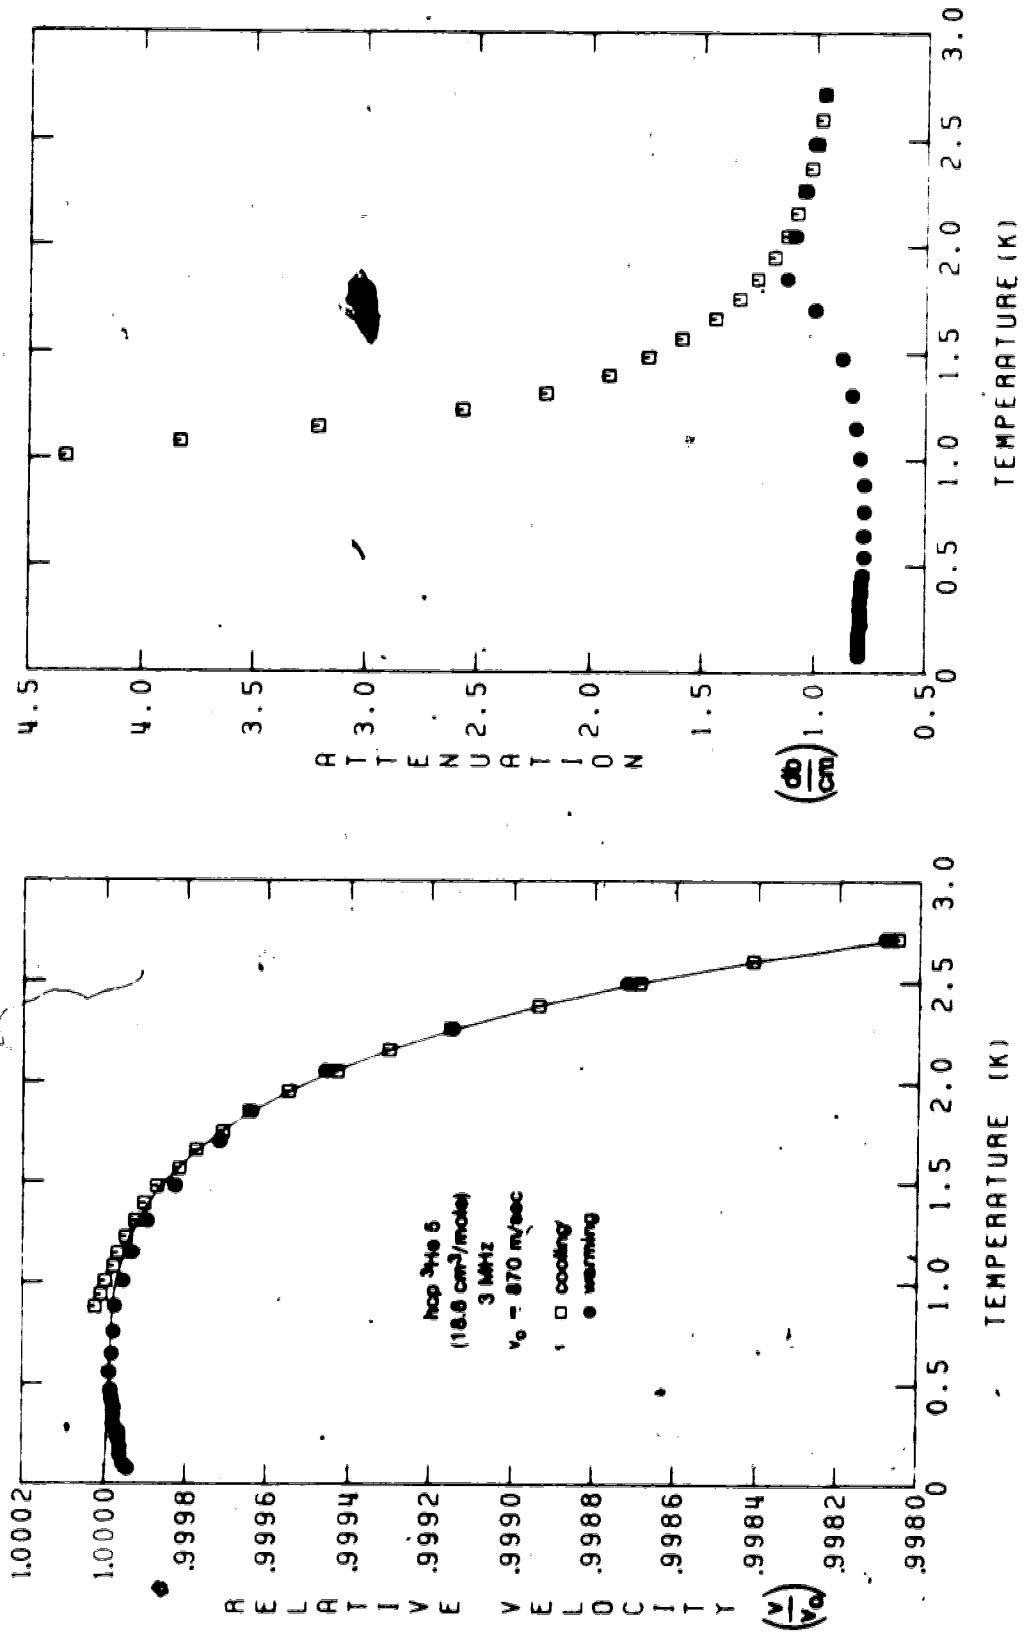 1.0002
1.0000
.9998
.9996
.9994
.9992
.9990
.9988
.9986
.9984
.9982
.9980
RELATIVE VELOCITY
(v/v₀)
hcp ³He 5
(18.8 cm³/mole)
3 MHz
v₀ = 870 m/sec
□ cooling
● warming
0 0.5 1.0 1.5 2.0 2.5 3.0
TEMPERATURE (K)
4.5
4.0
3.5
3.0
2.5
2.0
1.5
1.0
0.5
ATTENUATION
(db/cm)
0 0.5 1.0 1.5 2.0 2.5 3.0
TEMPERATURE (K)